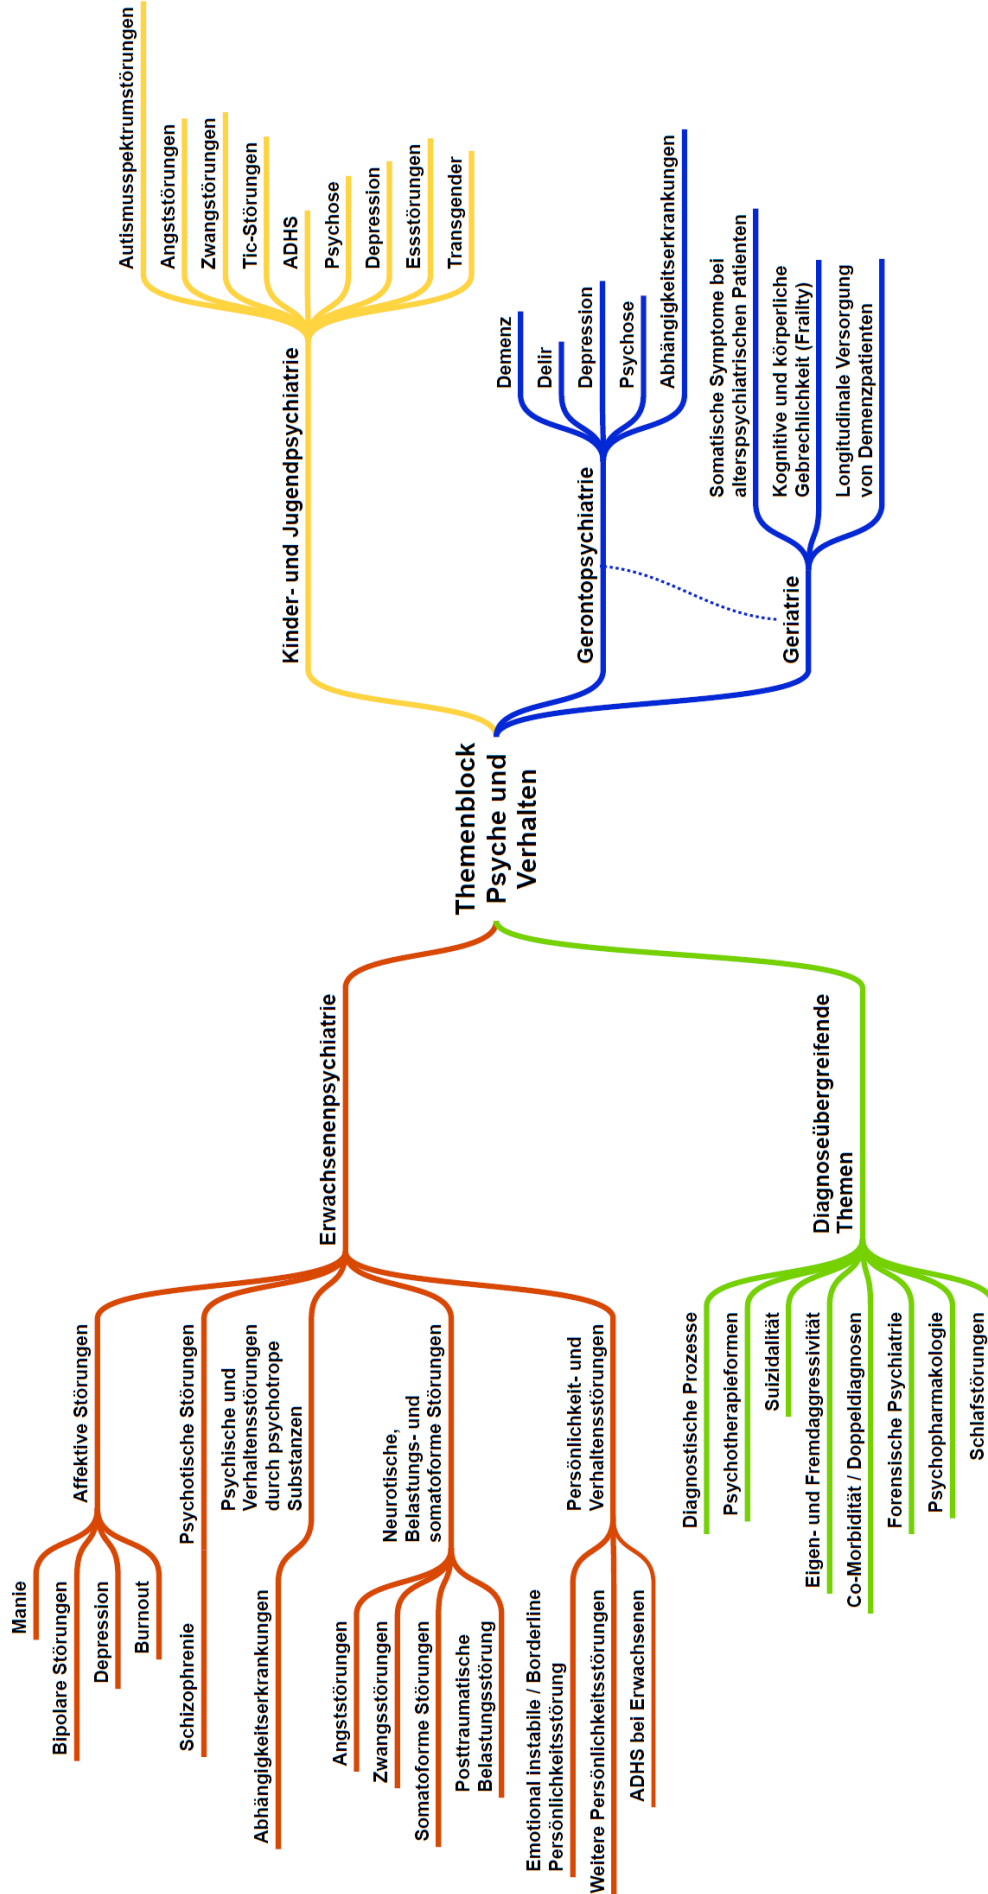 Themenblock
Psyche und
Verhalten
Erwachsenenpsychiatrie
Affektive Störungen
Manie
Bipolare Störungen
Depression
Burnout
Psychotische Störungen
Schizophrenie
Psychische und
Verhaltensstörungen
durch psychotrope
Substanzen
Abhängigkeitserkrankungen
Neurotische,
Belastungs- und
somatoforme Störungen
Angststörungen
Zwangsstörungen
Somatoforme Störungen
Posttraumatische
Belastungsstörung
Persönlichkeit- und
Verhaltensstörungen
Emotional instabile / Borderline
Persönlichkeitsstörung
Weitere Persönlichkeitsstörungen
ADHS bei Erwachsenen
Diagnoseübergreifende
Themen
Diagnostische Prozesse
Psychotherapieformen
Suizidalität
Eigen- und Fremdaggressivität
Co-Morbidität / Doppeldiagnosen
Forensische Psychiatrie
Psychopharmakologie
Schlafstörungen
Kinder- und Jugendpsychiatrie
Autismusspektrumstörungen
Angststörungen
Zwangstörungen
Tic-Störungen
ADHS
Psychose
Depression
Essstörungen
Transgender
Gerontopsychiatrie
Demenz
Delir
Depression
Psychose
Abhängigkeitserkrankungen
Geriatrie
Somatische Symptome bei
alterspsychiatrischen Patienten
Kognitive und körperliche
Gebrechlichkeit (Frailty)
Longitudinale Versorgung
von Demenzpatienten